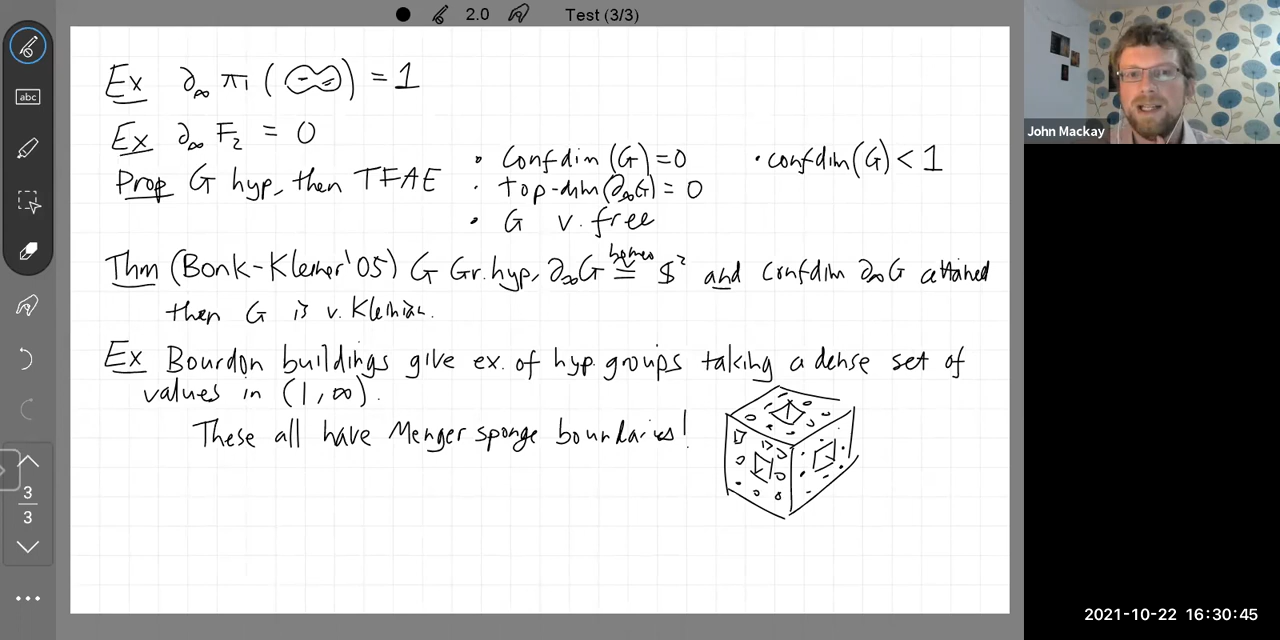 2.0
Test (3/3)
abc
Ex ∂∞ π1 ( ) = 1
Ex ∂∞ F2 = 0
Prop G hyp, then TFAE
• Confdim (G) = 0
• top-dim (∂∞G) = 0
• G v. free
• confdim (G) < 1
Thm (Bonk-Kleiner '05) G Gr. hyp, ∂∞G ≅ homeo S² and Confdim ∂∞G attained
then G is v. Kleinian.
Ex Bourdon buildings give ex. of hyp. groups taking a dense set of
values in (1, ∞).
These all have Menger sponge boundaries!
3
3
John Mackay
2021-10-22 16:30:45